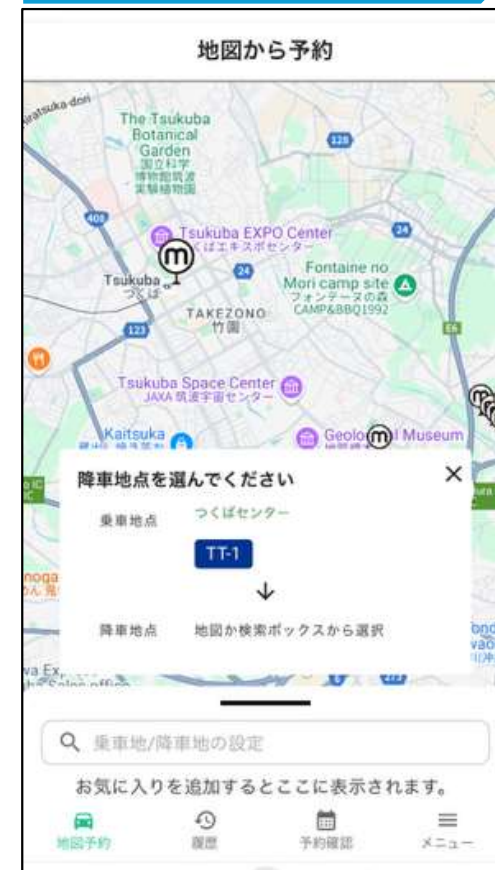 地図から予約
The Tsukuba
Botanical
Garden
国立科学
博物館筑波
実験植物園
128
408
Tsukuba EXPO Center
つくばエキスポセンター
24
24
Fontaine no
Mori camp site
フォンテーヌの森
CAMP&BBQ1992
m
Tsukuba
つくば
TAKEZONO
竹園
123
E6
Tsukuba Space Center
JAXA 筑波宇宙センター
Kaitsuka
m
Museum
降車地点を選んでください
×
乗車地点
つくばセンター
TT-1
↓
降車地点
地図か検索ボックスから選択
乗車地/降車地の設定
お気に入りを追加するとここに表示されます。
地図予約
履歴
予約確認
メニュー